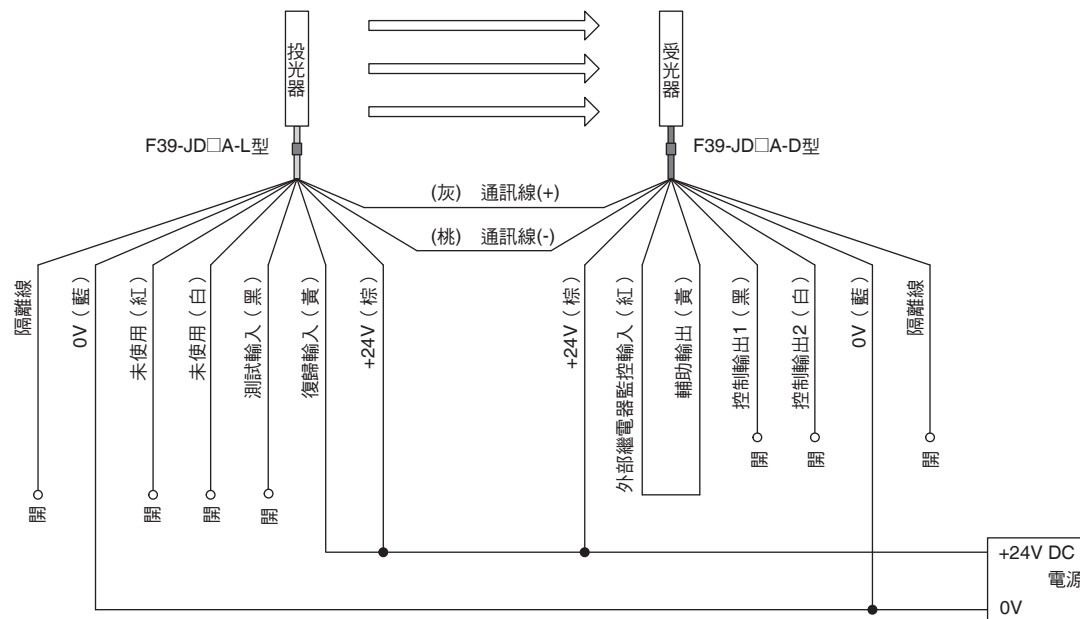 投光器
受光器
F39-JD□A-L型
F39-JD□A-D型
(灰) 通訊線(+)
(桃) 通訊線(-)
隔離線
0V（藍）
未使用（紅）
未使用（白）
測試輸入（黑）
復歸輸入（黃）
+24V（棕）
+24V（棕）
外部繼電器監控輸入（紅）
輔助輸出（黃）
控制輸出1（黑）
控制輸出2（白）
0V（藍）
隔離線
開
開
開
開
開
開
開
+24V DC
電源
0V